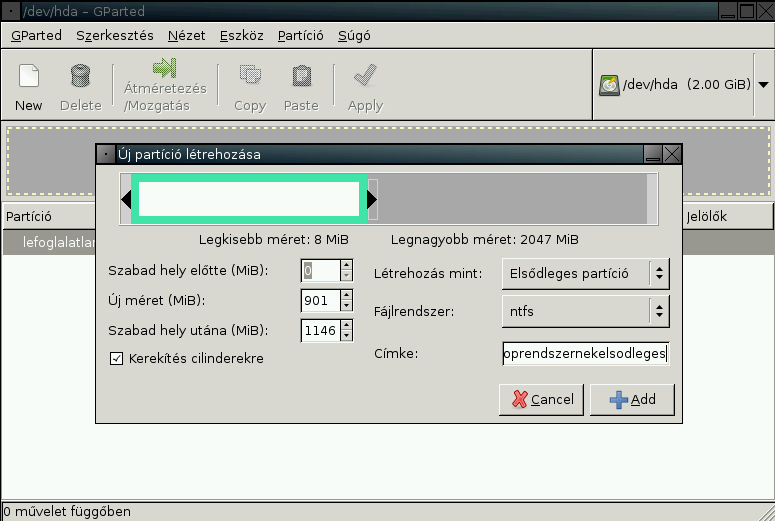 /dev/hda – GParted
GParted Szerkesztés Nézet Eszköz Partíció Súgó
New Delete Átméretezés /Mozgatás Copy Paste Apply /dev/hda (2.00 GiB)
Új partíció létrehozása
Partíció Jelölők
lefoglalatlan
Legkisebb méret: 8 MiB Legnagyobb méret: 2047 MiB
Szabad hely előtte (MiB): 0 Létrehozás mint: Elsődleges partíció
Új méret (MiB): 901 Fájlrendszer: ntfs
Szabad hely utána (MiB): 1146
Címke: oprendszernekelsodleges
Kerekítés cilinderekre
Cancel Add
0 művelet függőben